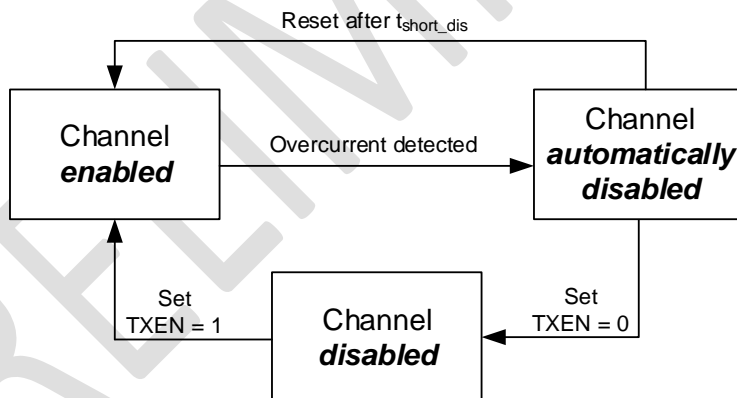 Reset after tshort_dis
Channel
enabled
Overcurrent detected
Channel
automatically
disabled
Set
TXEN = 1
Channel
disabled
Set
TXEN = 0